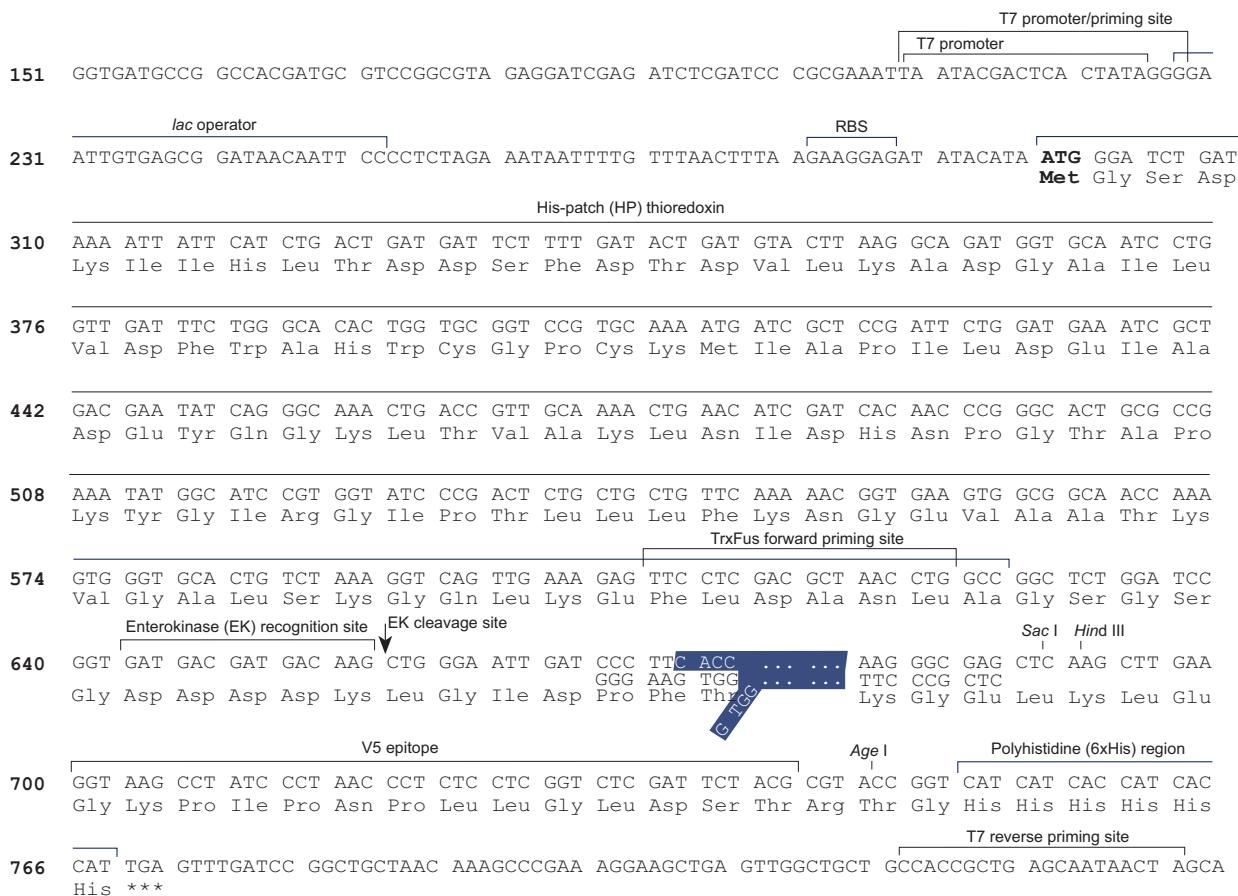 T7 promoter/priming site
T7 promoter
151 GGTGATGCCG GCCACGATGC GTCCGGCGTA GAGGATCGAG ATCTCGATCC CGCGAAATTA ATACGACTCA CTATAGGGGA
lac operator RBS
231 ATTGTGAGCG GATAACAATT CCCCTCTAGA AATAATTTTG TTTAACTTTAA GAAGGAGAT ATACATA ATG GGA TCT GAT
Met Gly Ser Asp
His-patch (HP) thioredoxin
310 AAA ATT ATT CAT CTG ACT GAT GAT TCT TTT GAT ACT GAT GTA CTT AAG GCA GAT GGT GCA ATC CTG
Lys Ile Ile His Leu Thr Asp Asp Ser Phe Asp Thr Asp Val Leu Lys Ala Asp Gly Ala Ile Leu
376 GTT GAT TTC TGG GCA CAC TGG TGC GGT CCG TGC AAA ATG ATC GCT CCG ATT CTG GAT GAA ATC GCT
Val Asp Phe Trp Ala His Trp Cys Gly Pro Cys Lys Met Ile Ala Pro Ile Leu Asp Glu Ile Ala
442 GAC GAA TAT CAG GGC AAA CTG ACC GTT GCA AAA CTG AAC ATC GAT CAC AAC CCG GGC ACT GCG CCG
Asp Glu Tyr Gln Gly Lys Leu Thr Val Ala Lys Leu Asn Ile Asp His Asn Pro Gly Thr Ala Pro
508 AAA TAT GGC ATC CGT GGT ATC CCG ACT CTG CTG CTG TTC AAA AAC GGT GAA GTG GCG GCA ACC AAA
Lys Tyr Gly Ile Arg Gly Ile Pro Thr Leu Leu Leu Phe Lys Asn Gly Glu Val Ala Ala Thr Lys
TrxFus forward priming site
574 GTG GGT GCA CTG TCT AAA GGT CAG TTG AAA GAG TTC CTC GAC GCT AAC CTG GCC GGC TCT GGA TCC
Val Gly Ala Leu Ser Lys Gly Gln Leu Lys Glu Phe Leu Asp Ala Asn Leu Ala Gly Ser Gly Ser
Enterokinase (EK) recognition site EK cleavage site Sac I Hind III
640 GGT GAT GAC GAT GAC AAG CTG GGA ATT GAT CCC TTC ACC ... ... AAG GGC GAG CTC AAG CTT GAA
GGG AAG TGG ... ... TTC CCG CTC
Gly Asp Asp Asp Asp Lys Leu Gly Ile Asp Pro Phe Thr Lys Gly Glu Leu Lys Leu Glu
G TGG
V5 epitope Age I Polyhistidine (6xHis) region
700 GGT AAG CCT ATC CCT AAC CCT CTC CTC GGT CTC GAT TCT ACG CGT ACC GGT CAT CAT CAC CAT CAC
Gly Lys Pro Ile Pro Asn Pro Leu Leu Gly Leu Asp Ser Thr Arg Thr Gly His His His His His
T7 reverse priming site
766 CAT TGA GTTTGATCC GGCTGCTAAC AAAGCCCGAA AGGAAGCTGA GTTGGCTGCT GCCACCGCTG AGCAATAACT AGCA
His ***